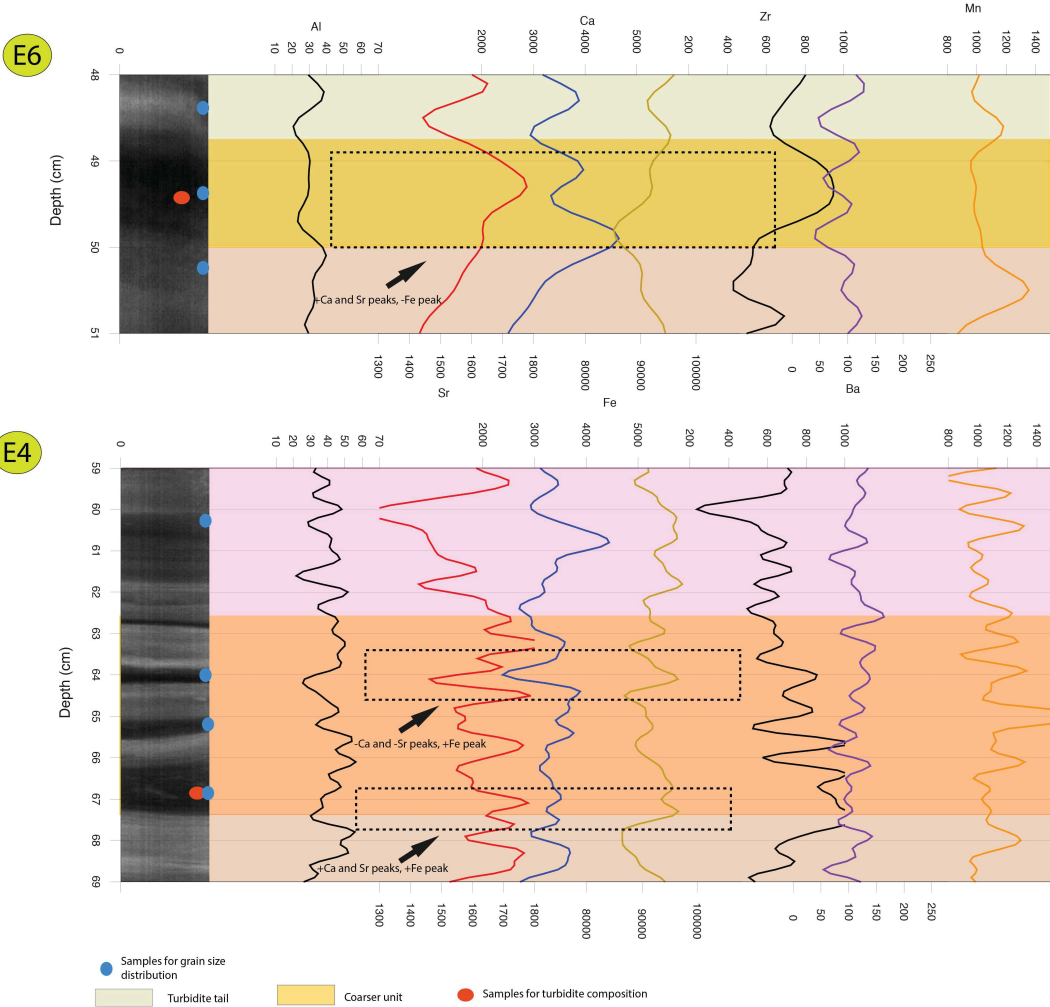 Al Ca Zr Mn
E6
0 10 20 30 40 50 60 70 2000 3000 4000 5000 200 400 600 800 1000 800 1000 1200 1400
Depth (cm)
48
49
50
51
+Ca and Sr peaks, -Fe peak
1300 1400 1500 1600 1700 1800 80000 90000 100000 0 50 100 150 200 250
Sr Fe Ba
E4
0 10 20 30 40 50 60 70 2000 3000 4000 5000 200 400 600 800 1000 800 1000 1200 1400
Depth (cm)
59
60
61
62
63
64
65
66
67
68
69
-Ca and -Sr peaks, +Fe peak
+Ca and Sr peaks, +Fe peak
1300 1400 1500 1600 1700 1800 80000 90000 100000 0 50 100 150 200 250
Samples for grain size
distribution
Turbidite tail
Coarser unit
Samples for turbidite composition